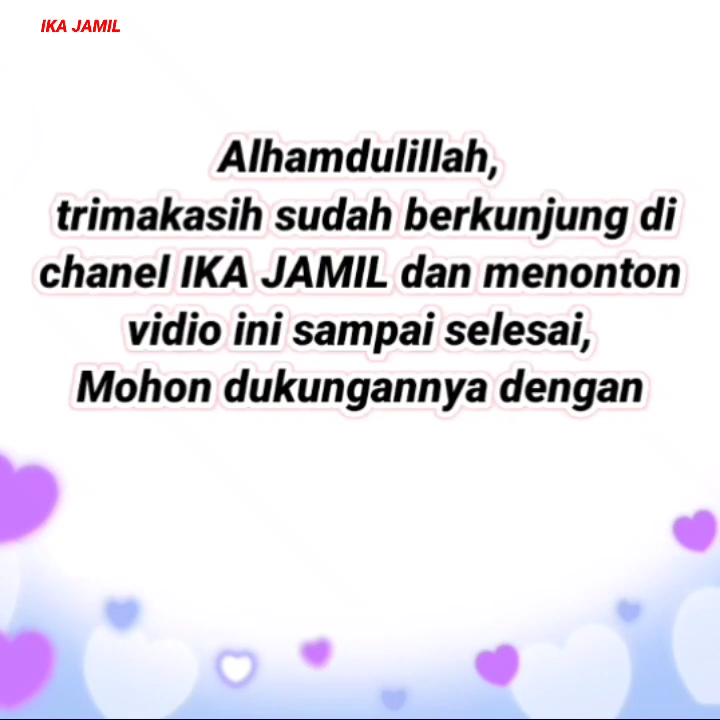 IKA JAMIL
Alhamdulillah,
trimakasih sudah berkunjung di
chanel IKA JAMIL dan menonton
vidio ini sampai selesai,
Mohon dukungannya dengan